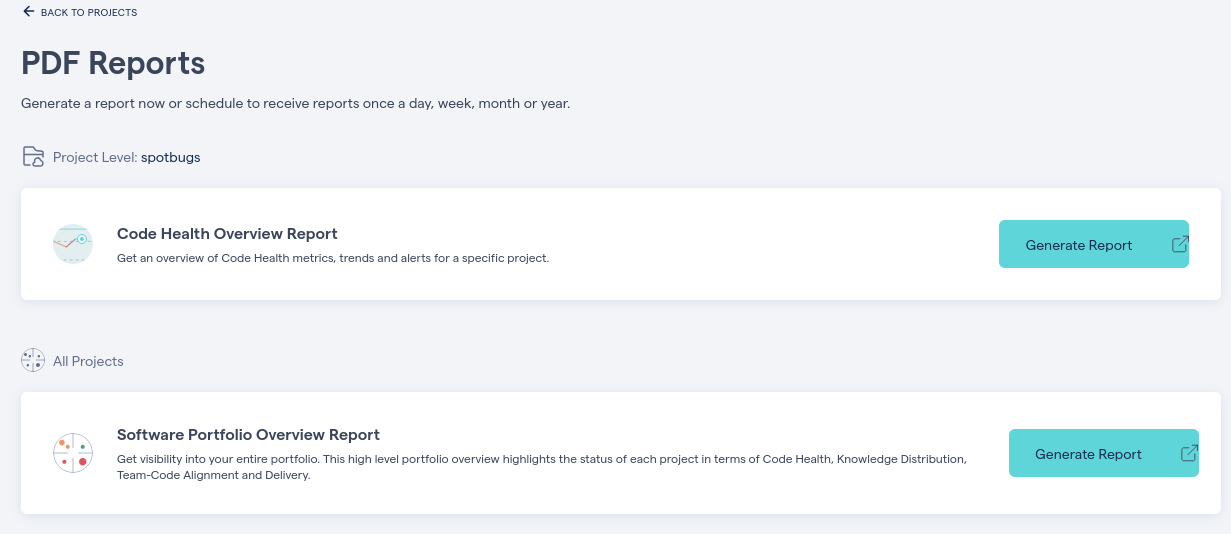 BACK TO PROJECTS
PDF Reports
Generate a report now or schedule to receive reports once a day, week, month or year.
Project Level: spotbugs
Code Health Overview Report
Get an overview of Code Health metrics, trends and alerts for a specific project.
Generate Report
All Projects
Software Portfolio Overview Report
Get visibility into your entire portfolio. This high level portfolio overview highlights the status of each project in terms of Code Health, Knowledge Distribution,
Team-Code Alignment and Delivery.
Generate Report